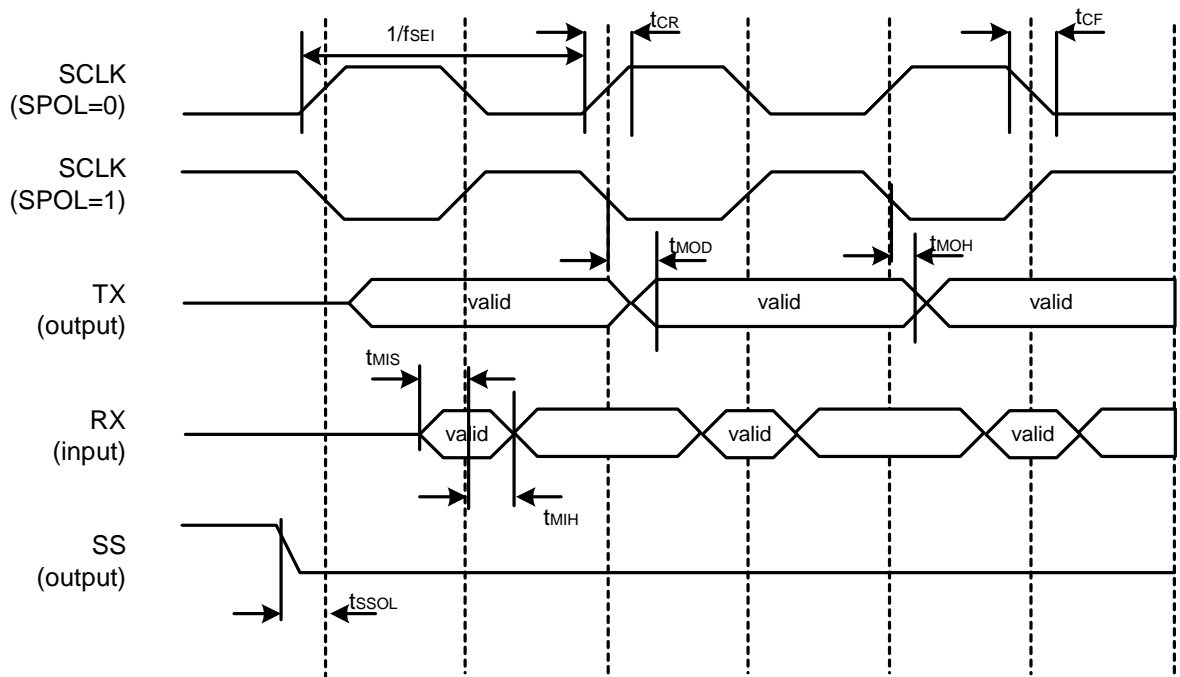 tCR
tCF
1/fSEI
SCLK
(SPOL=0)
SCLK
(SPOL=1)
tMOD
tMOH
TX
(output)
valid
valid
valid
tMIS
RX
(input)
valid
valid
valid
tMIH
SS
(output)
tSSOL